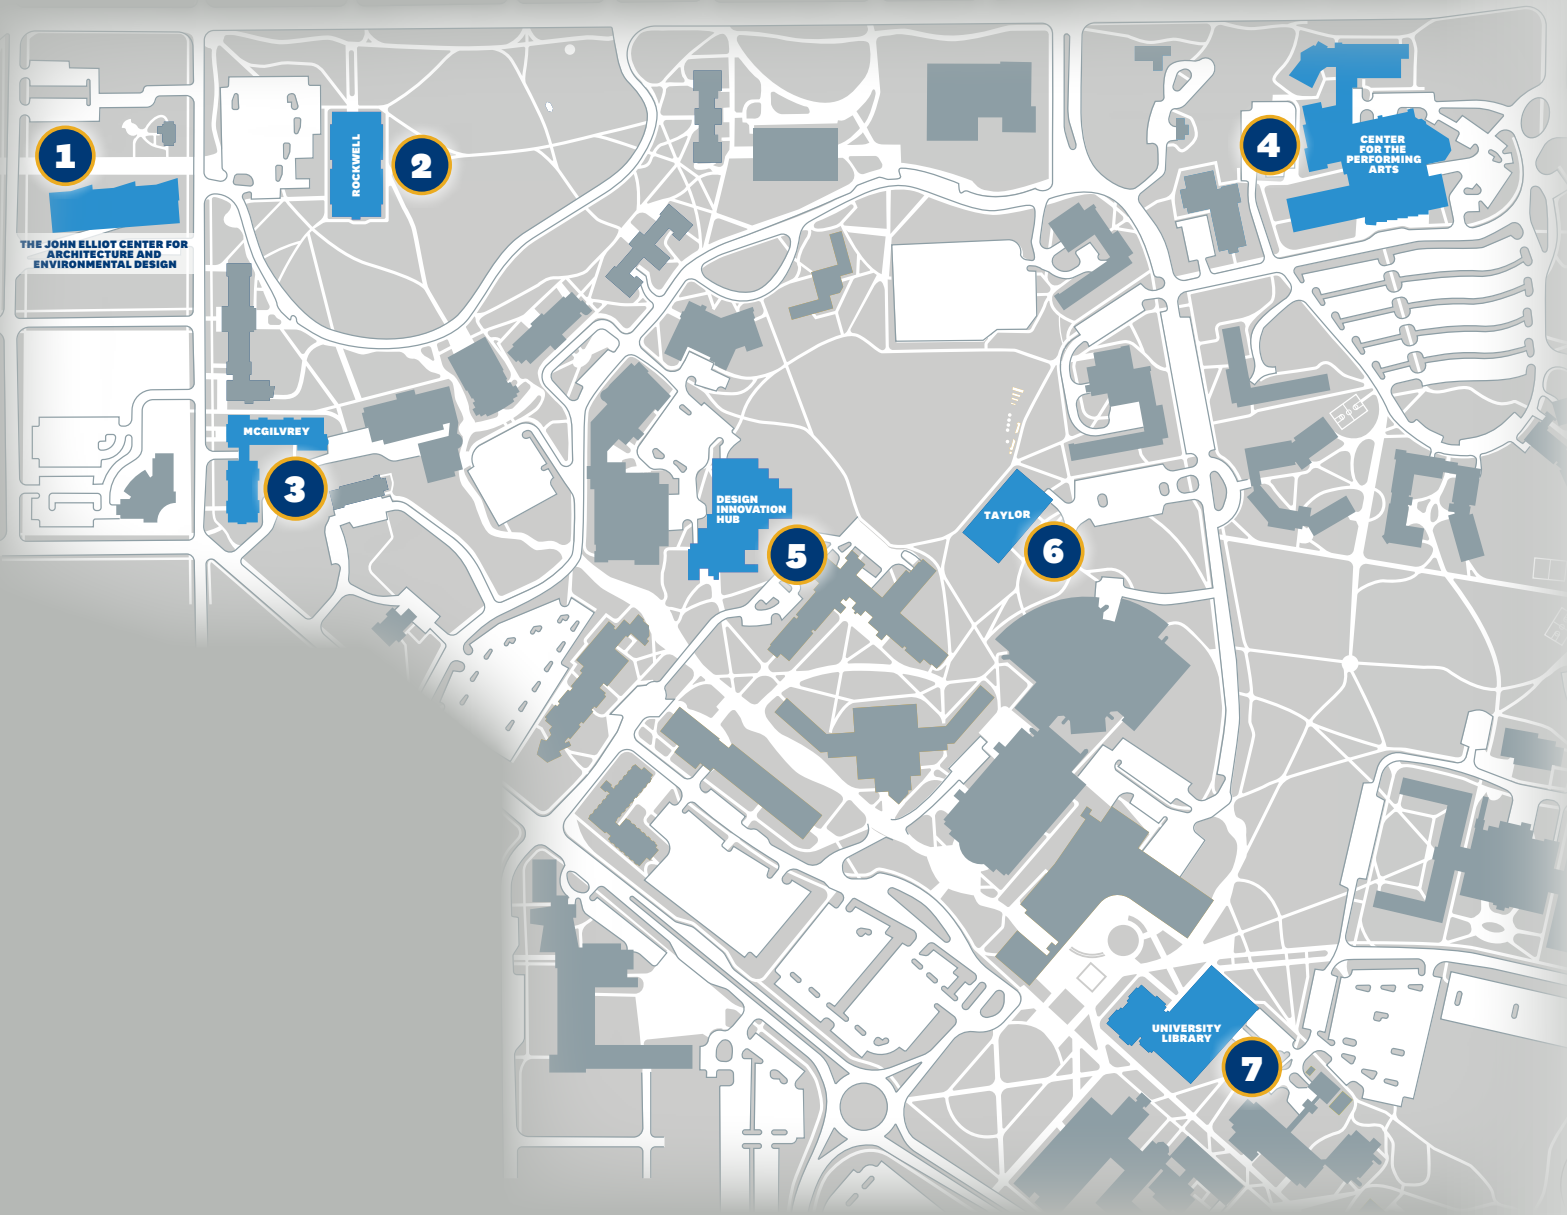 1
THE JOHN ELLIOT CENTER FOR
ARCHITECTURE AND
ENVIRONMENTAL DESIGN
ROCKWELL
2
MCGILVREY
3
4
CENTER
FOR THE
PERFORMING
ARTS
DESIGN
INNOVATION
HUB
5
TAYLOR
6
UNIVERSITY
LIBRARY
7